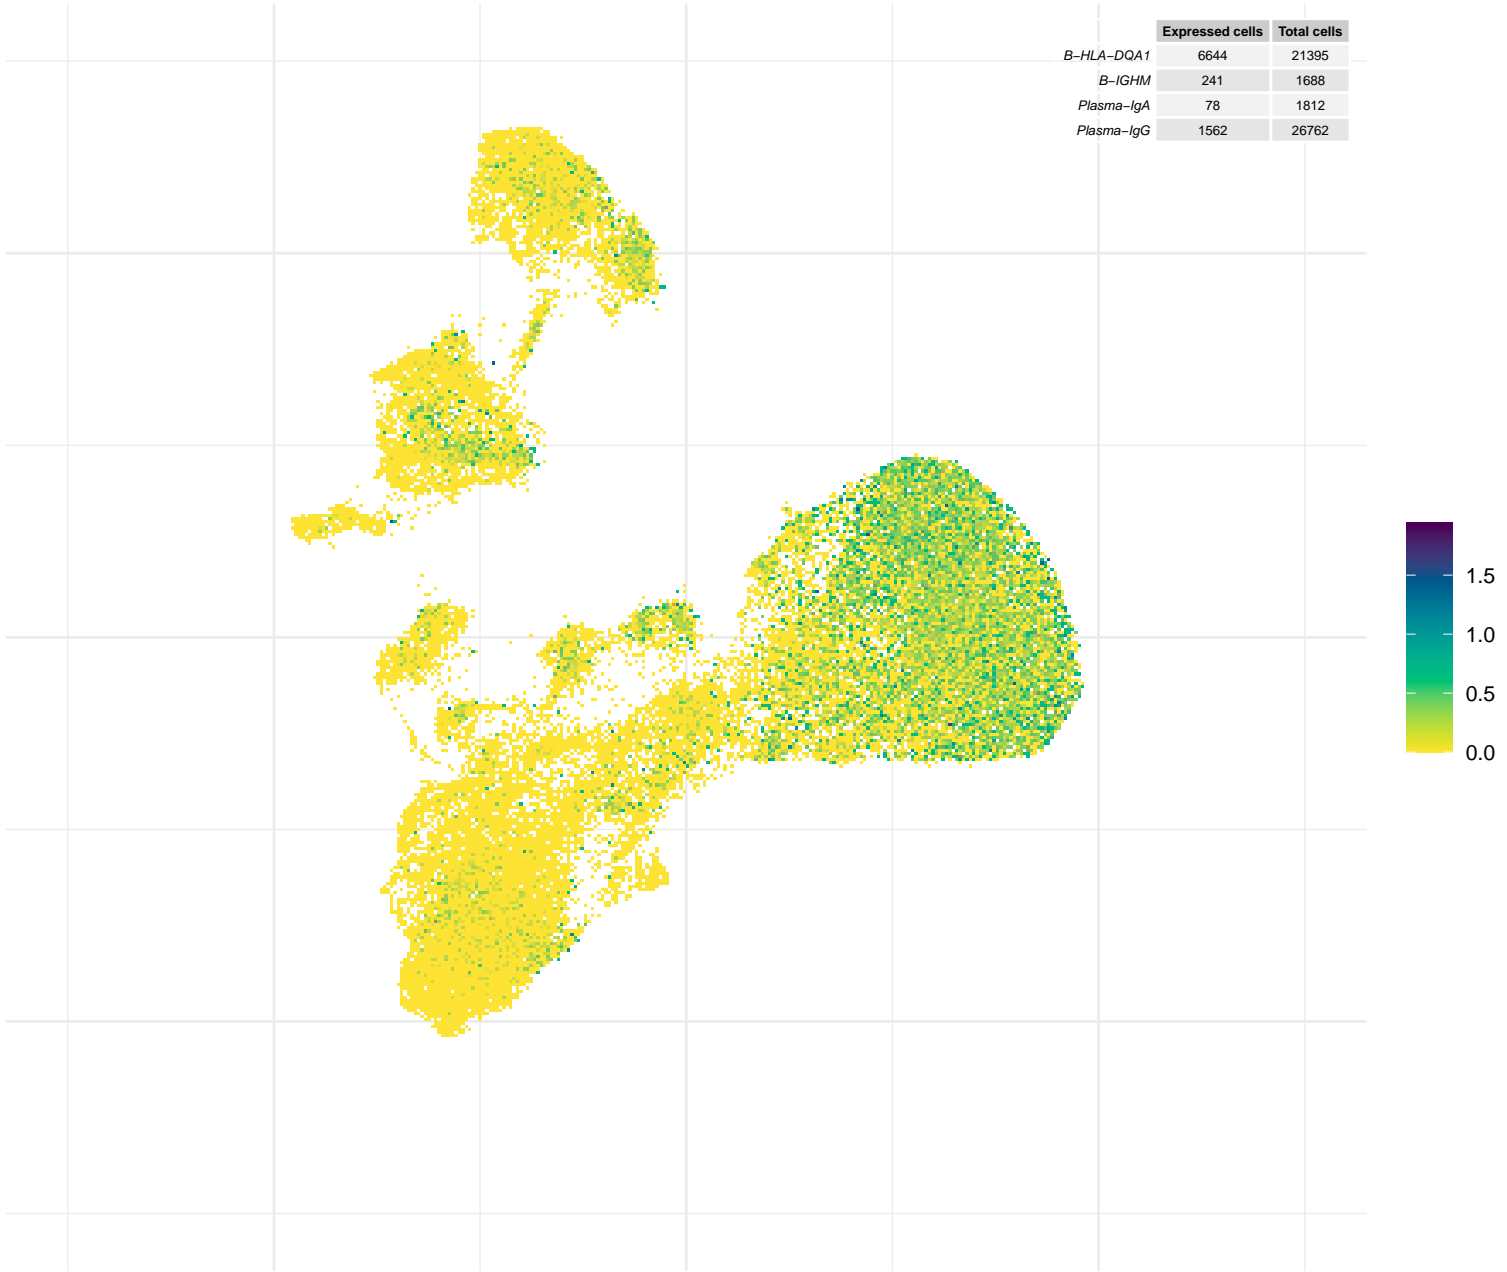 Expressed cells Total cells
B−HLA−DQA1 6644 21395
B−IGHM 241 1688
Plasma−IgA 78 1812
Plasma−IgG 1562 26762
1.5
1.0
0.5
0.0